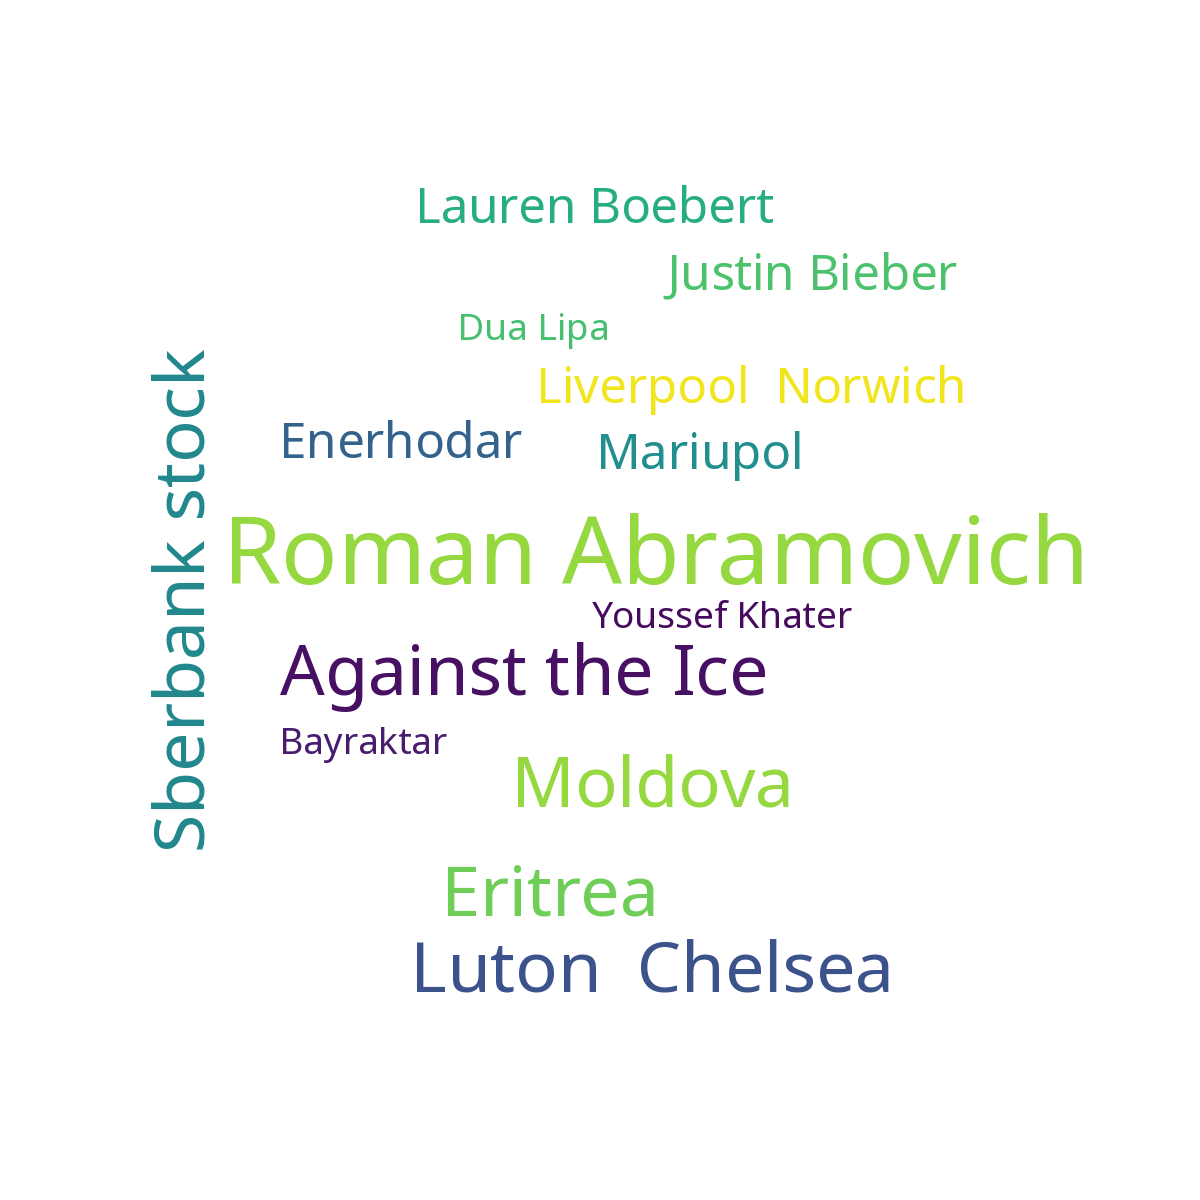 Lauren Boebert
Justin Bieber
Dua Lipa
Liverpool  Norwich
Enerhodar
Mariupol
Sberbank stock
Roman Abramovich
Youssef Khater
Against the Ice
Bayraktar
Moldova
Eritrea
Luton  Chelsea